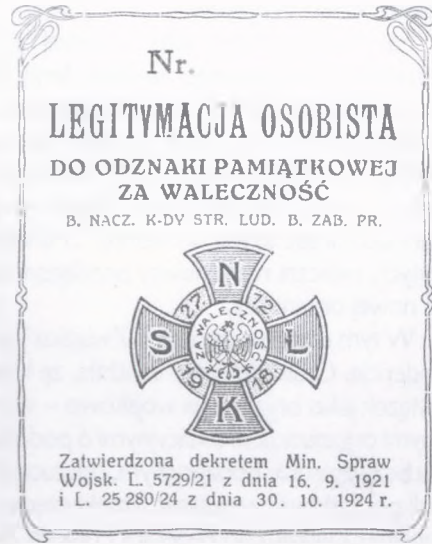 Nr.
LEGITYMACJA OSOBISTA
DO ODZNAKI PAMIĄTKOWEJ
ZA WALECZNOŚĆ
B. NACZ. K-DY STR. LUD. B. ZAB. PR.
N
27. 12.
S ZA WALECZNOŚĆ Ł
19 18.
K
Zatwierdzona dekretem Min. Spraw
Wojsk. L. 5729/21 z dnia 16. 9. 1921
i L. 25 280/24 z dnia 30. 10. 1924 r.